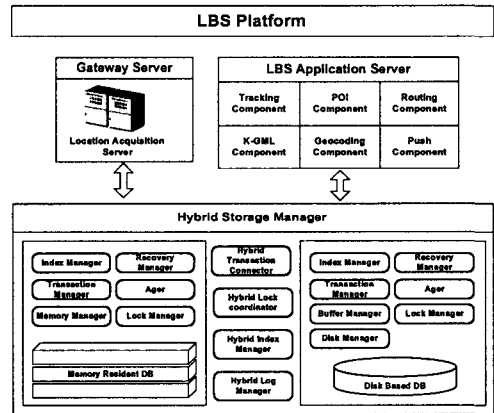 LBS Platform
Gateway Server
Location Acquisition
Server
LBS Application Server
Tracking
Component
POI
Component
Routing
Component
K-GML
Component
Geocoding
Component
Push
Component
Hybrid Storage Manager
Index Manager
Recovery
Manager
Transaction
Manager
Ager
Memory Manager
Lock Manager
Memory Resident DB
Hybrid
Transaction
Connector
Hybrid Lock
coordinator
Hybrid Index
Manager
Hybrid Log
Manager
Index Manager
Recovery
Manager
Transaction
Manager
Ager
Buffer Manager
Lock Manager
Disk Manager
Disk Based DB